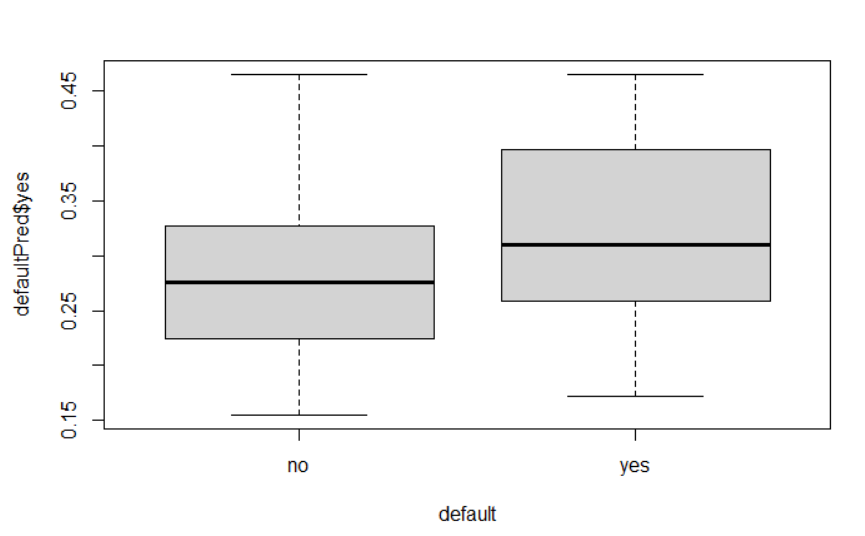 defaultPred$yes
0.45
0.35
0.25
0.15
no yes
default